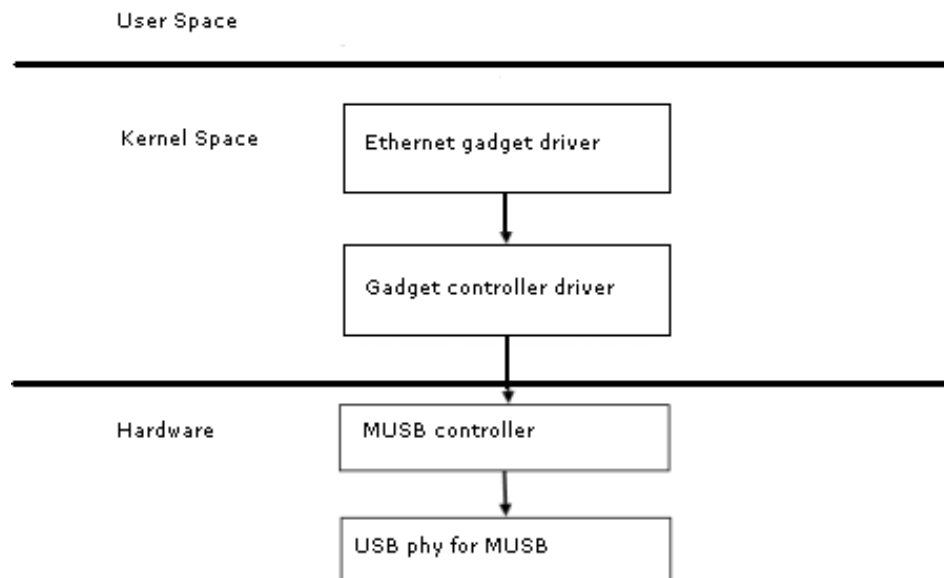 User Space
Kernel Space
Ethernet gadget driver
Gadget controller driver
Hardware
MUSB controller
USB phy for MUSB